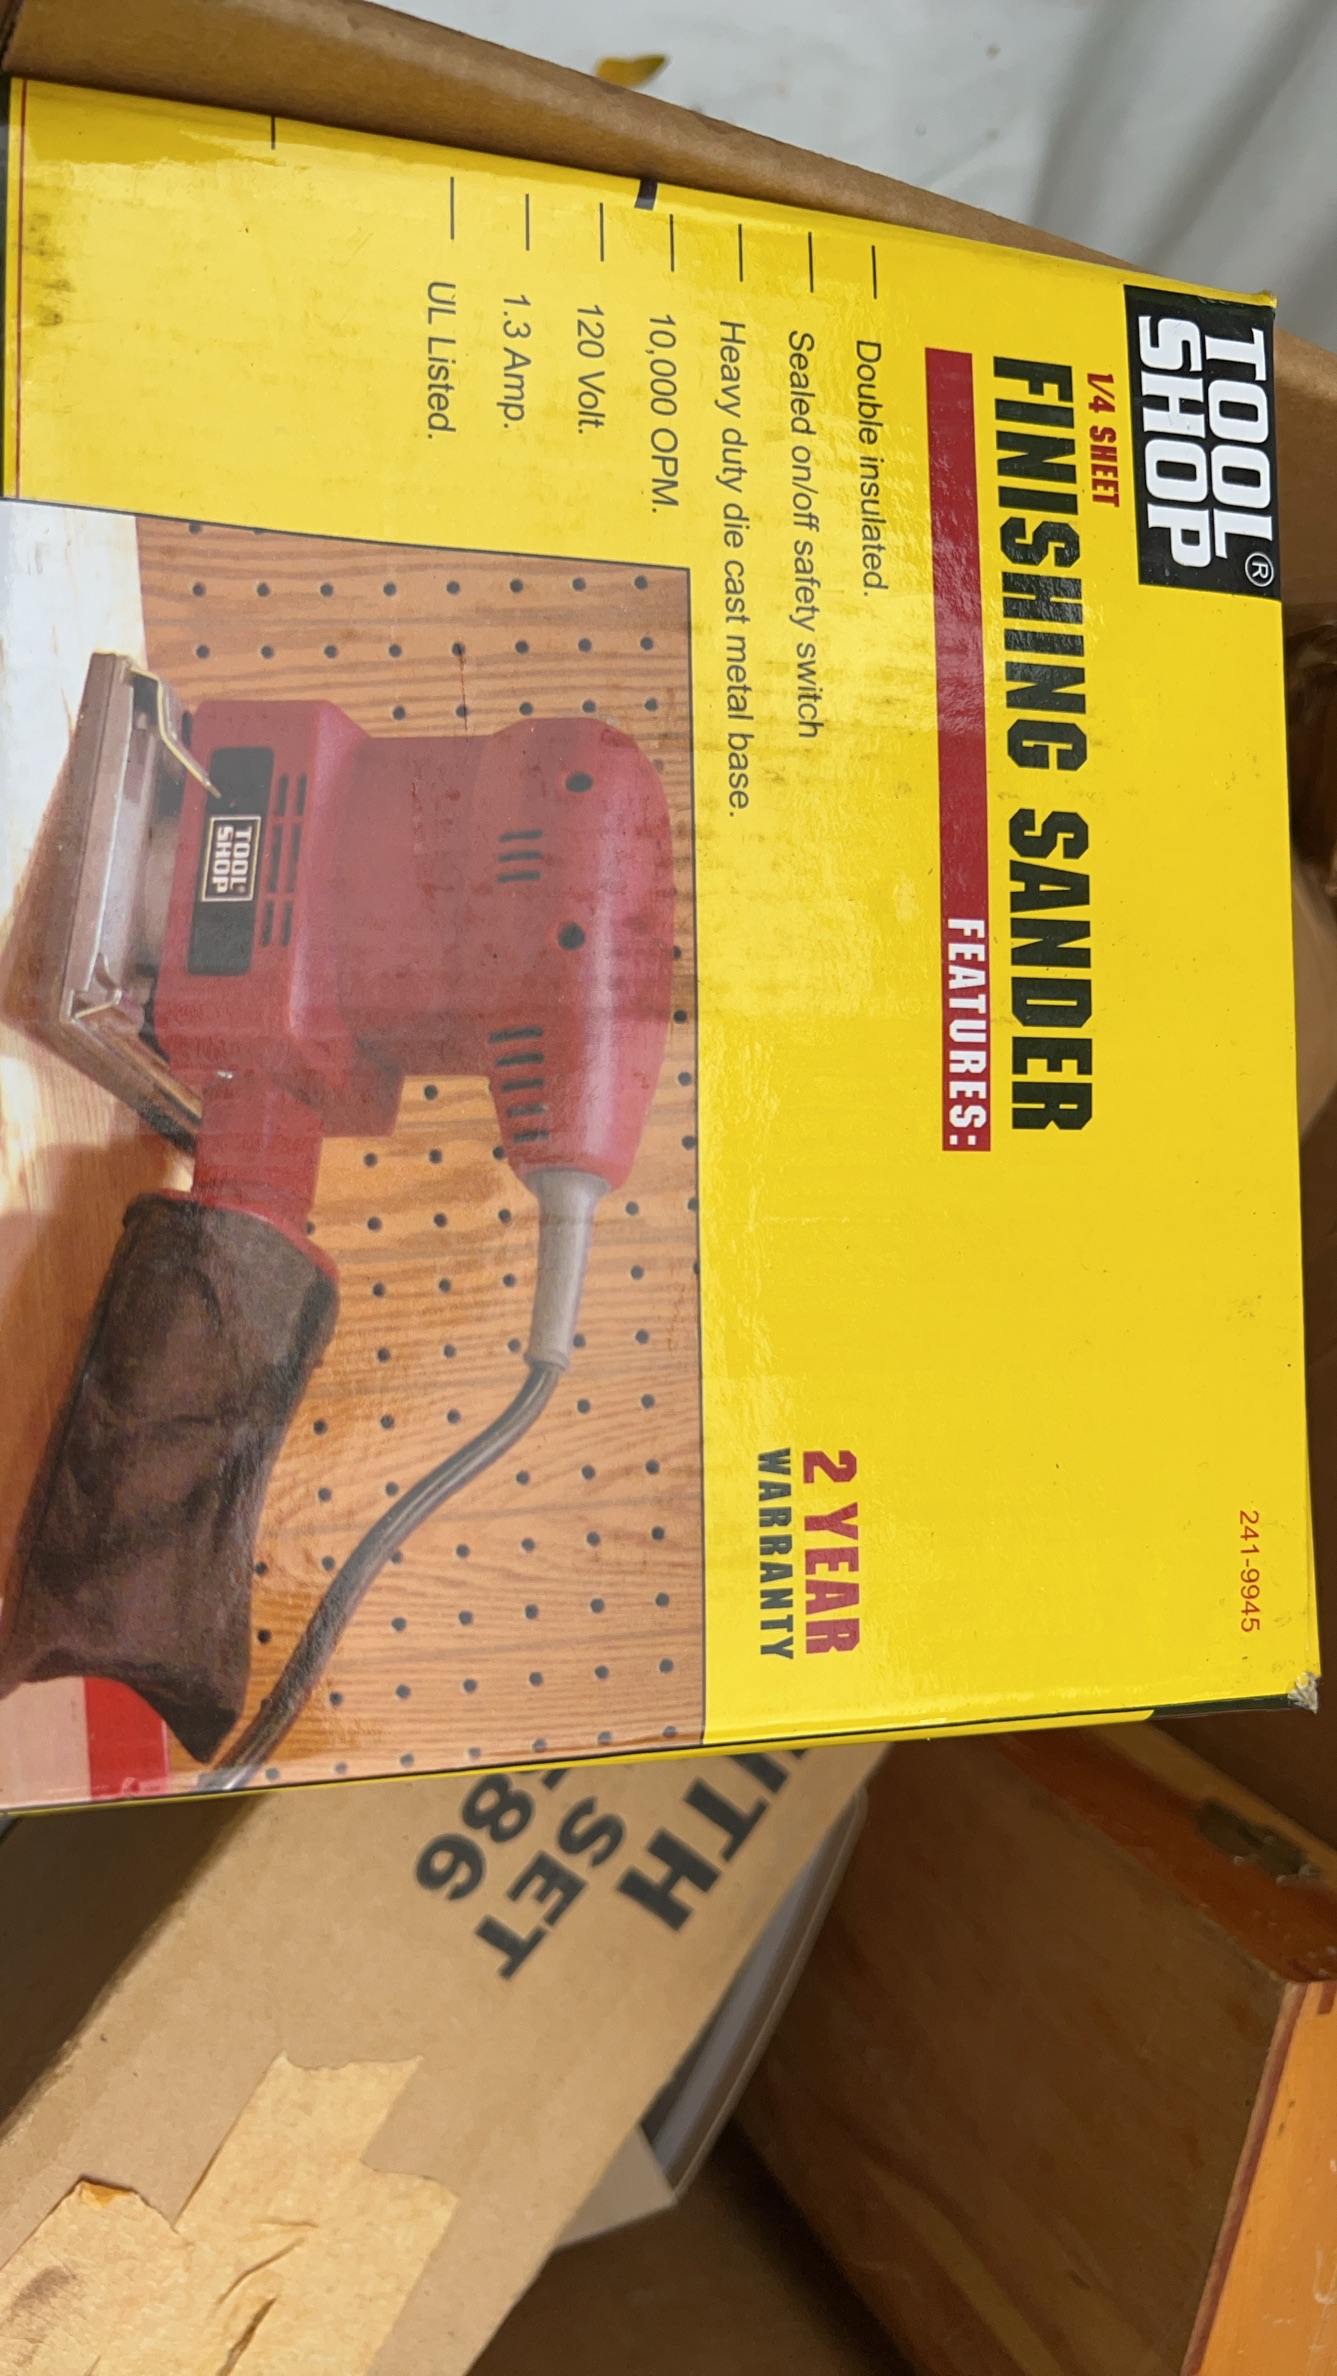 TOOL®
SHOP
241-9945
1/4 SHEET
FINISHING SANDER
FEATURES:
— Double insulated.
— Sealed on/off safety switch
— Heavy duty die cast metal base.
— 10,000 OPM.
— 120 Volt.
— 1.3 Amp.
— UL Listed.
2 YEAR
WARRANTY
TOOL
SHOP
SET
86